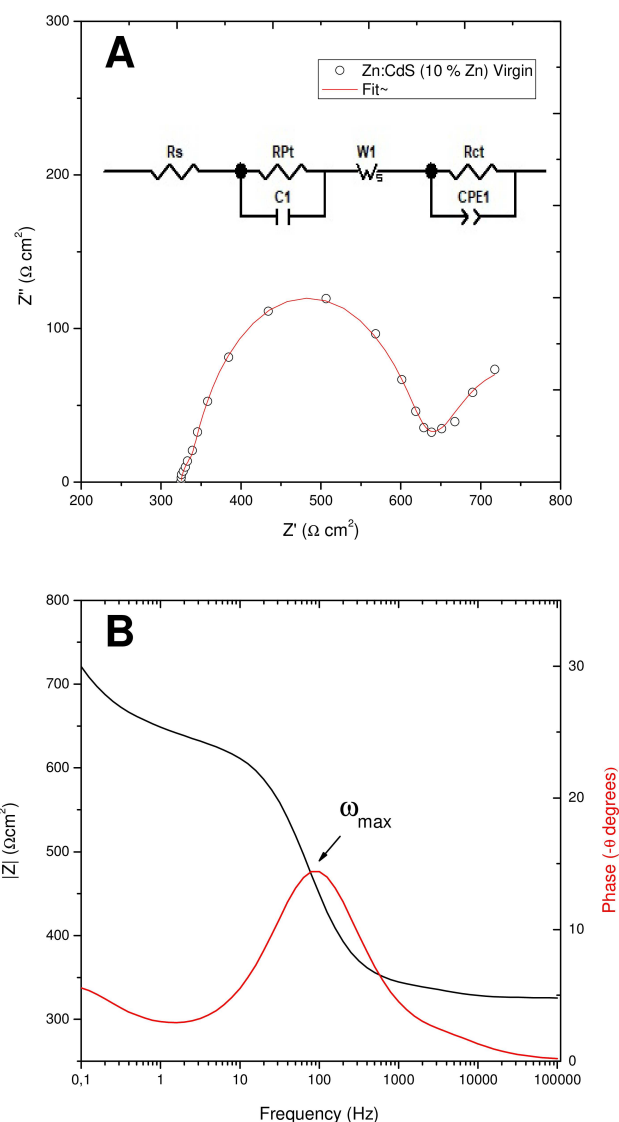 A
Zn:CdS (10 % Zn) Virgin
Fit~
Rs
RPt
W1
Rct
C1
s
CPE1
300
200
100
0
Z'' (Ω cm²)
200
300
400
500
600
700
800
Z' (Ω cm²)
B
ω max
800
700
600
500
400
300
|Z| (Ωcm²)
30
20
10
0
Phase (-θ degrees)
0,1
1
10
100
1000
10000
100000
Frequency (Hz)